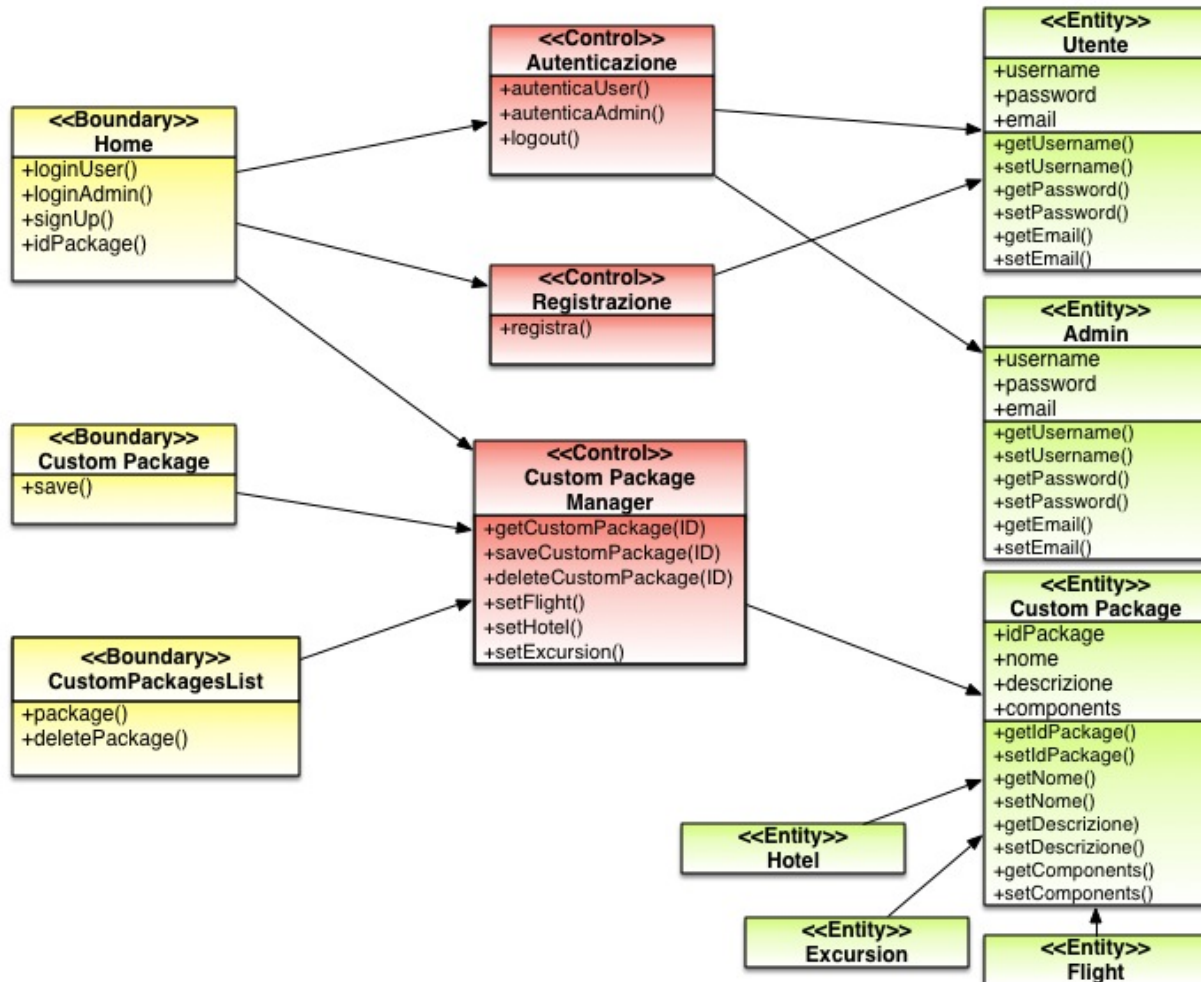 <<Boundary>>
Home
+loginUser()
+loginAdmin()
+signUp()
+idPackage()
<<Boundary>>
Custom Package
+save()
<<Boundary>>
CustomPackagesList
+package()
+deletePackage()
<<Control>>
Autenticazione
+autenticaUser()
+autenticaAdmin()
+logout()
<<Control>>
Registrazione
+registra()
<<Control>>
Custom Package
Manager
+getCustomPackage(ID)
+saveCustomPackage(ID)
+deleteCustomPackage(ID)
+setFlight()
+setHotel()
+setExcursion()
<<Entity>>
Utente
+username
+password
+email
+getUsername()
+setUsername()
+getPassword()
+setPassword()
+getEmail()
+setEmail()
<<Entity>>
Admin
+username
+password
+email
+getUsername()
+setUsername()
+getPassword()
+setPassword()
+getEmail()
+setEmail()
<<Entity>>
Custom Package
+idPackage
+nome
+descrizione
+components
+getIdPackage()
+setIdPackage()
+getNome()
+setNome()
+getDescrizione)
+setDescrizione()
+getComponents()
+setComponents()
<<Entity>>
Hotel
<<Entity>>
Excursion
<<Entity>>
Flight